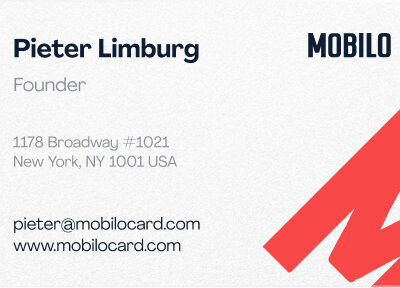 Pieter Limburg
MOBILO
Founder
1178 Broadway #1021
New York, NY 1001 USA
pieter@mobilocard.com
www.mobilocard.com